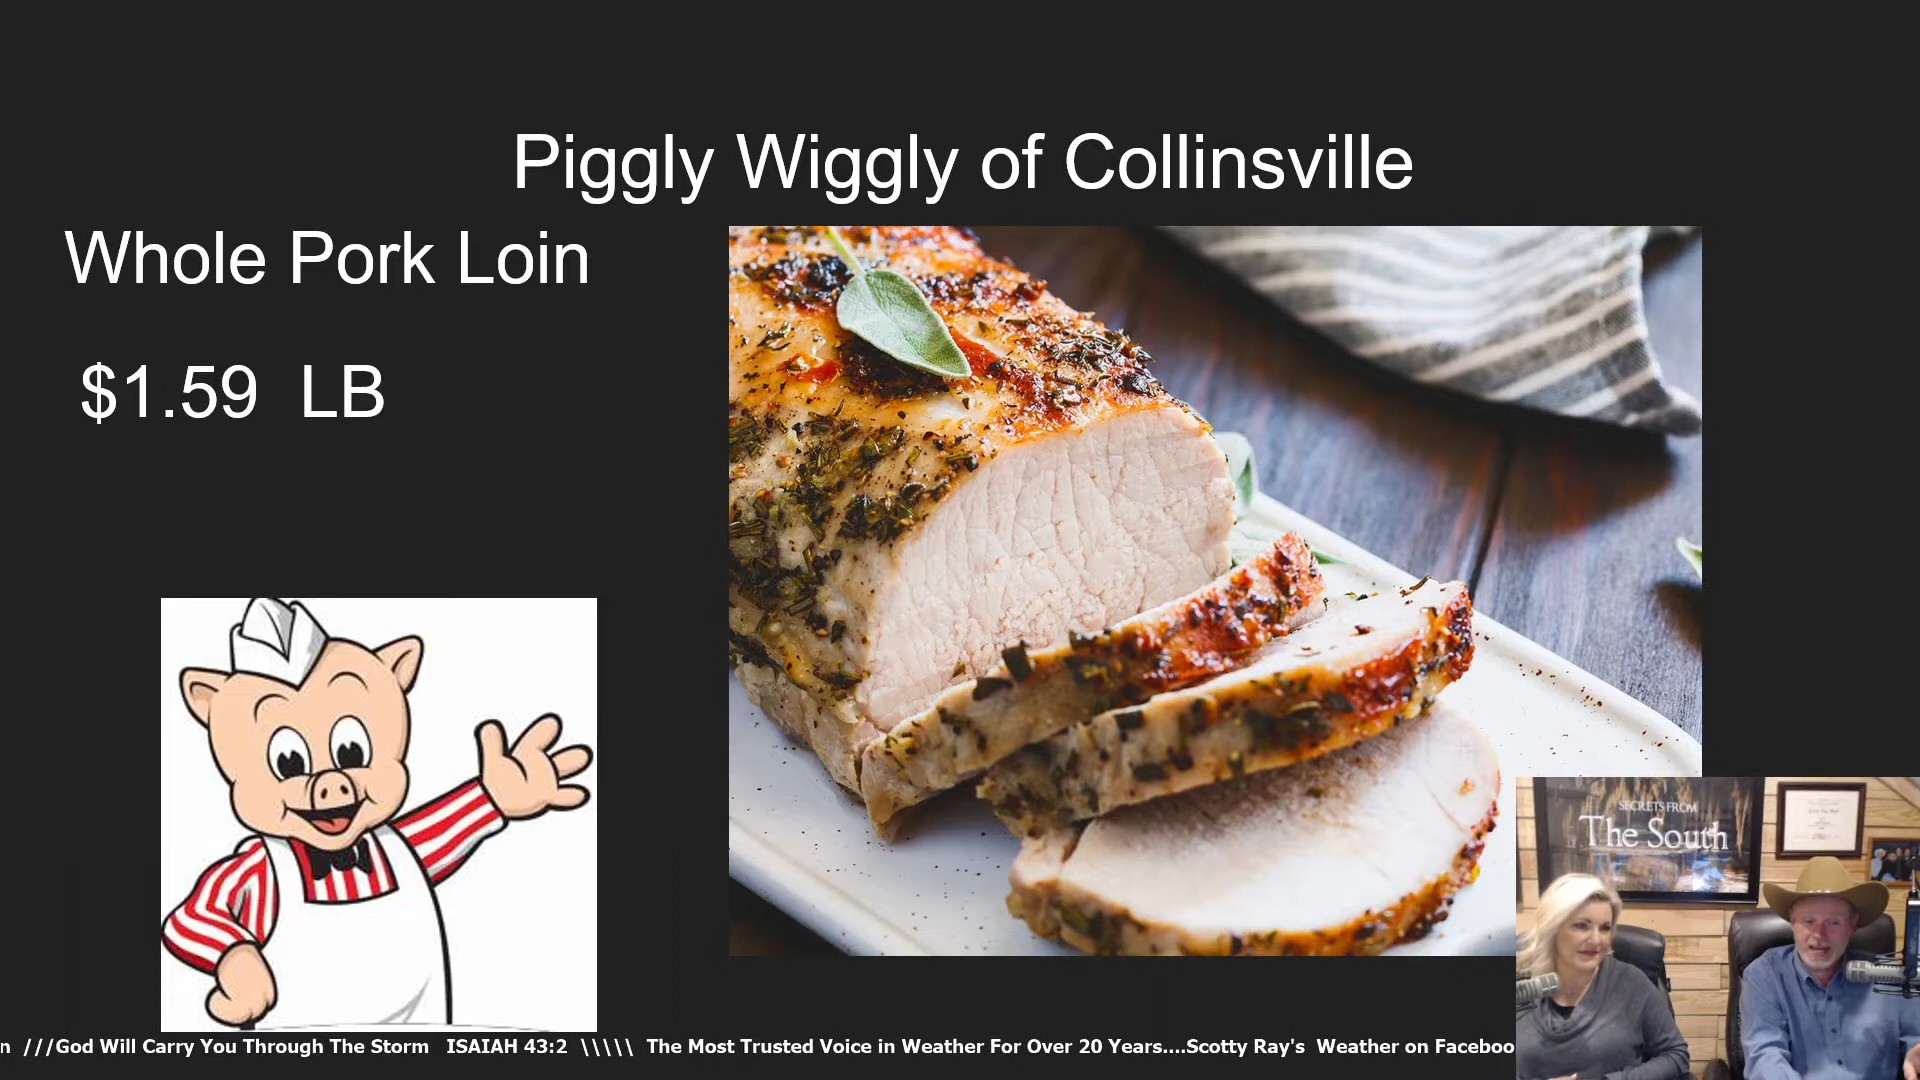 Piggly Wiggly of Collinsville
Whole Pork Loin
$1.59 LB
SECRETS FROM
The South
n ///God Will Carry You Through The Storm ISAIAH 43:2 \\\\\ The Most Trusted Voice in Weather For Over 20 Years....Scotty Ray's Weather on Faceboo